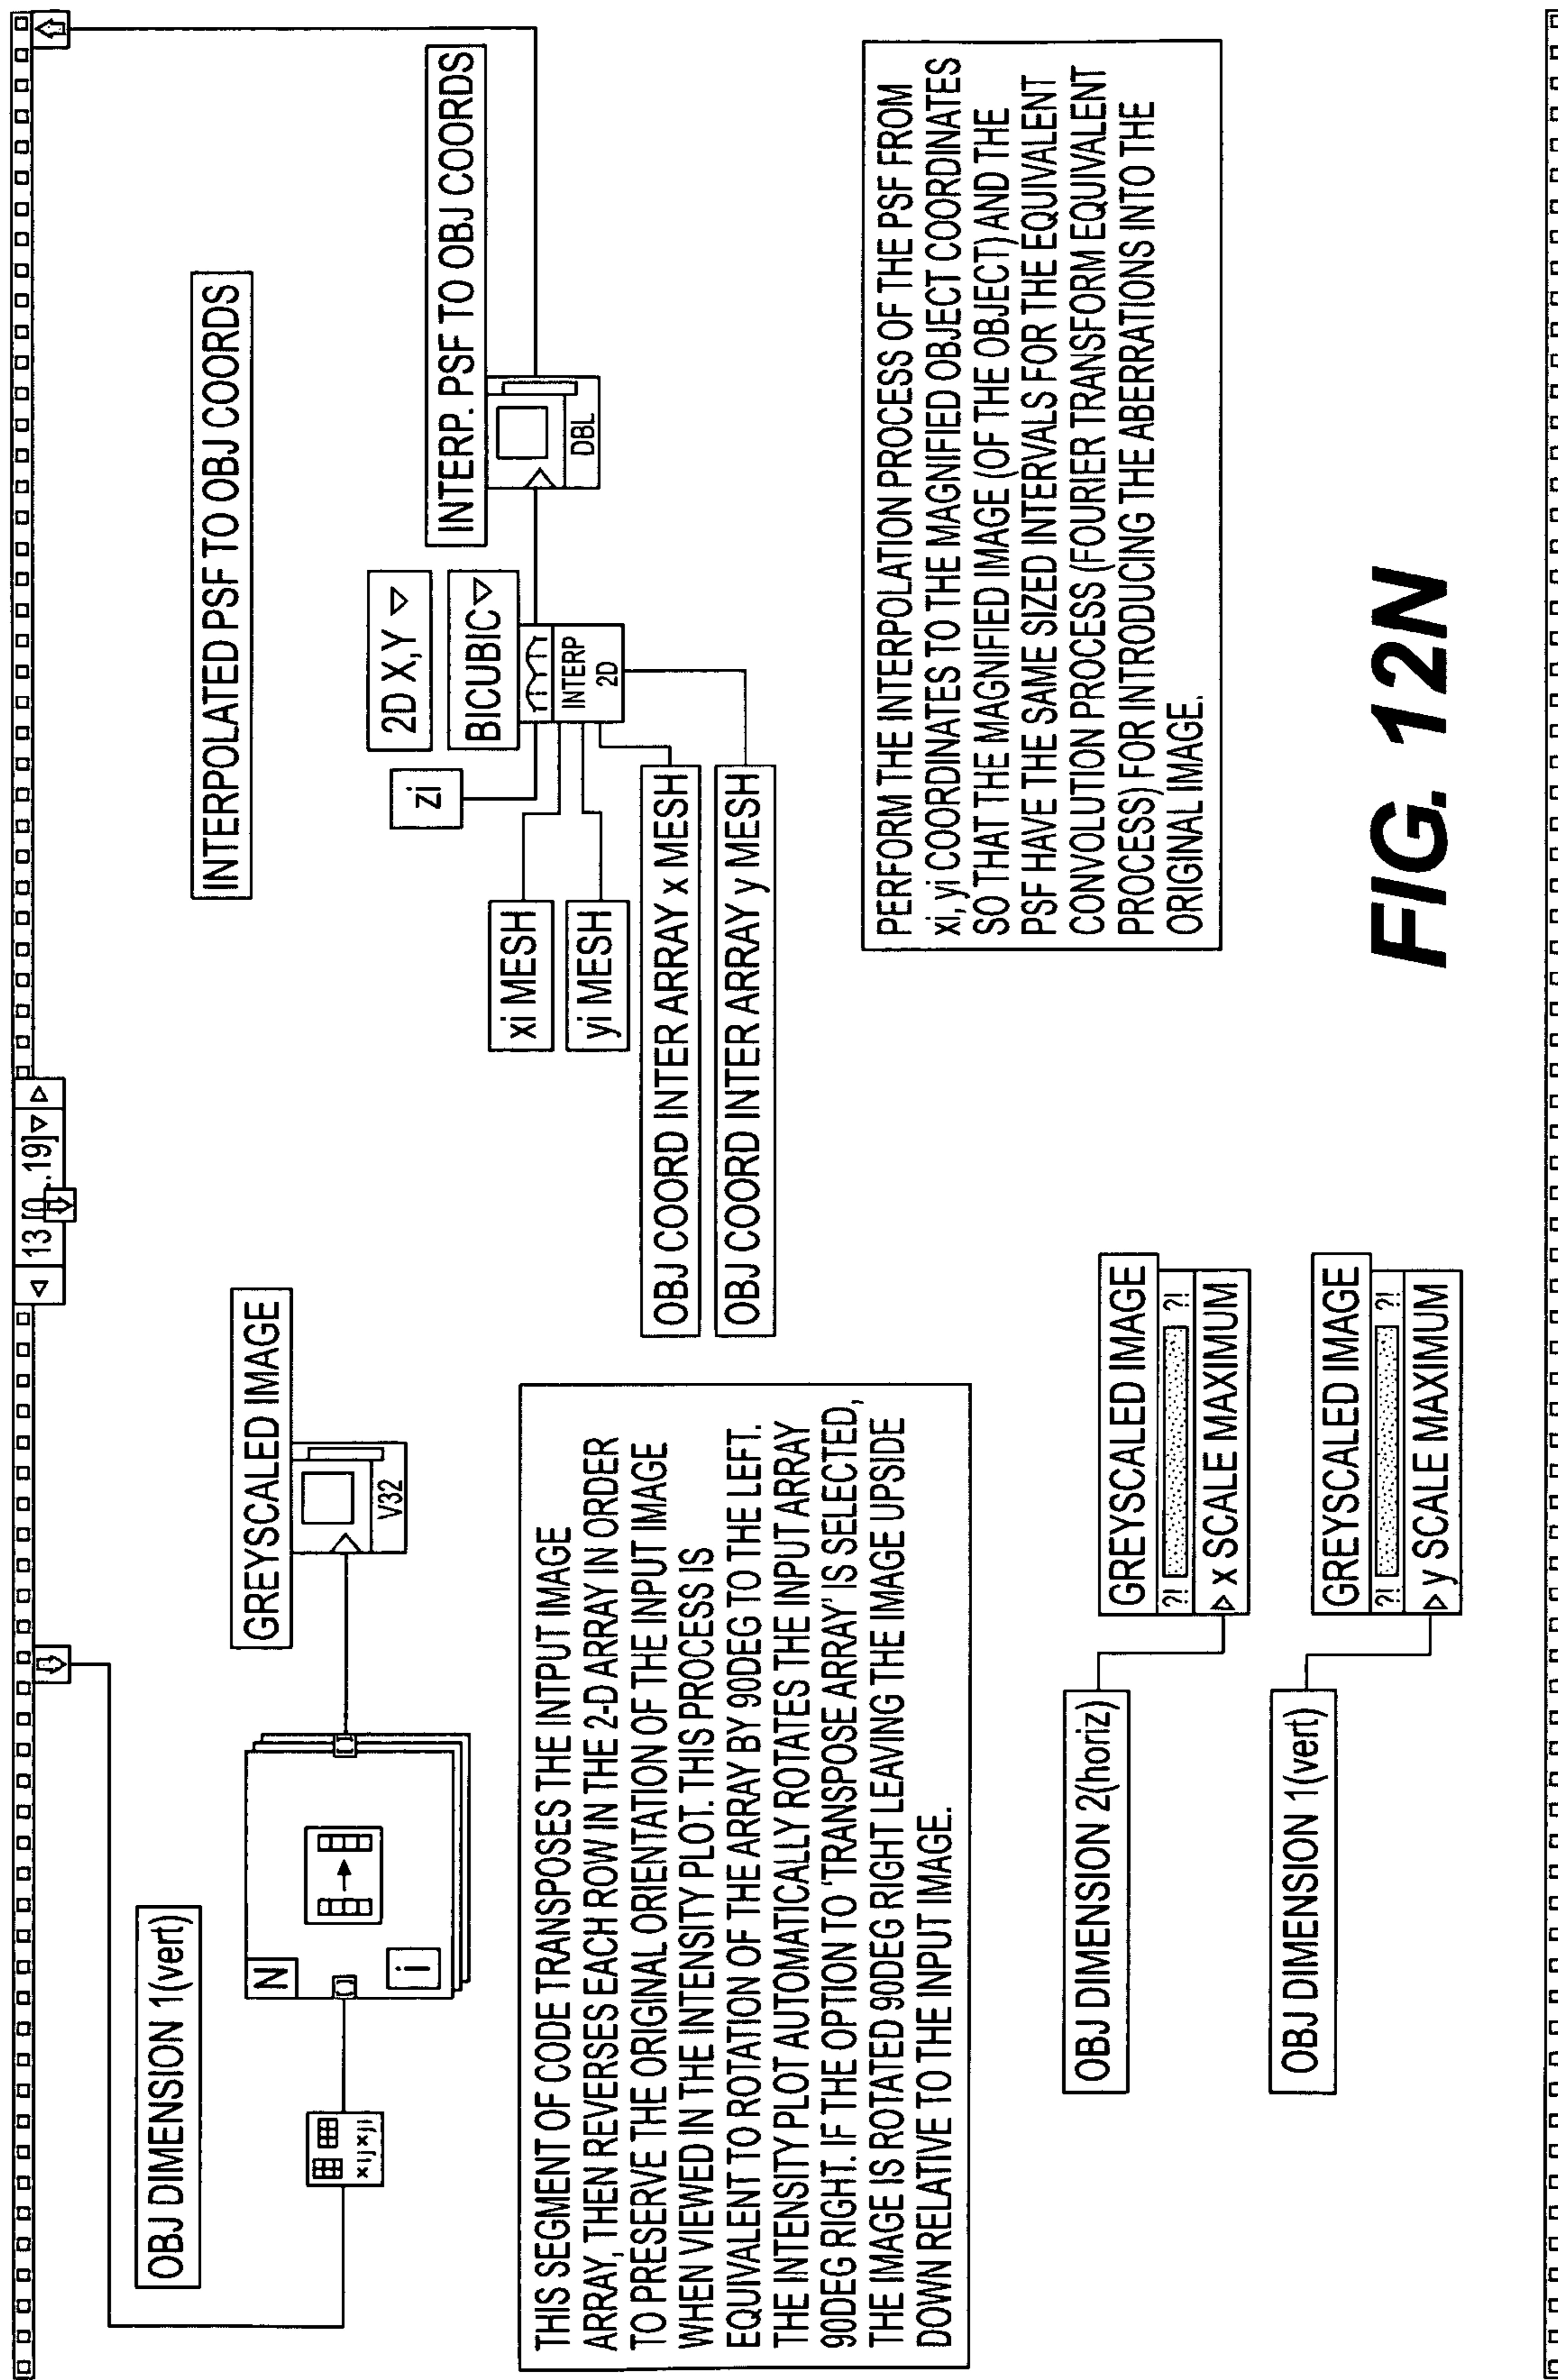 13 [0 ..19]
OBJ DIMENSION 1(vert)
xij xji
N
i
GREYSCALED IMAGE
V32
THIS SEGMENT OF CODE TRANSPOSES THE INTPUT IMAGE
ARRAY, THEN REVERSES EACH ROW IN THE 2-D ARRAY IN ORDER
TO PRESERVE THE ORIGINAL ORIENTATION OF THE INPUT IMAGE
WHEN VIEWED IN THE INTENSITY PLOT. THIS PROCESS IS
EQUIVALENT TO ROTATION OF THE ARRAY BY 90DEG TO THE LEFT.
THE INTENSITY PLOT AUTOMATICALLY ROTATES THE INPUT ARRAY
90DEG RIGHT. IF THE OPTION TO 'TRANSPOSE ARRAY' IS SELECTED,
THE IMAGE IS ROTATED 90DEG RIGHT LEAVING THE IMAGE UPSIDE
DOWN RELATIVE TO THE INPUT IMAGE.
OBJ DIMENSION 2(horiz)
GREYSCALED IMAGE
?! ?!
x SCALE MAXIMUM
OBJ DIMENSION 1(vert)
GREYSCALED IMAGE
?! ?!
y SCALE MAXIMUM
INTERPOLATED PSF TO OBJ COORDS
zi
2D X,Y
BICUBIC
INTERP
2D
INTERP. PSF TO OBJ COORDS
DBL
xi MESH
yi MESH
OBJ COORD INTER ARRAY x MESH
OBJ COORD INTER ARRAY y MESH
PERFORM THE INTERPOLATION PROCESS OF THE PSF FROM
xi, yi COORDINATES TO THE MAGNIFIED OBJECT COORDINATES
SO THAT THE MAGNIFIED IMAGE (OF THE OBJECT) AND THE
PSF HAVE THE SAME SIZED INTERVALS FOR THE EQUIVALENT
CONVOLUTION PROCESS (FOURIER TRANSFORM EQUIVALENT
PROCESS) FOR INTRODUCING THE ABERRATIONS INTO THE
ORIGINAL IMAGE.
FIG. 12N